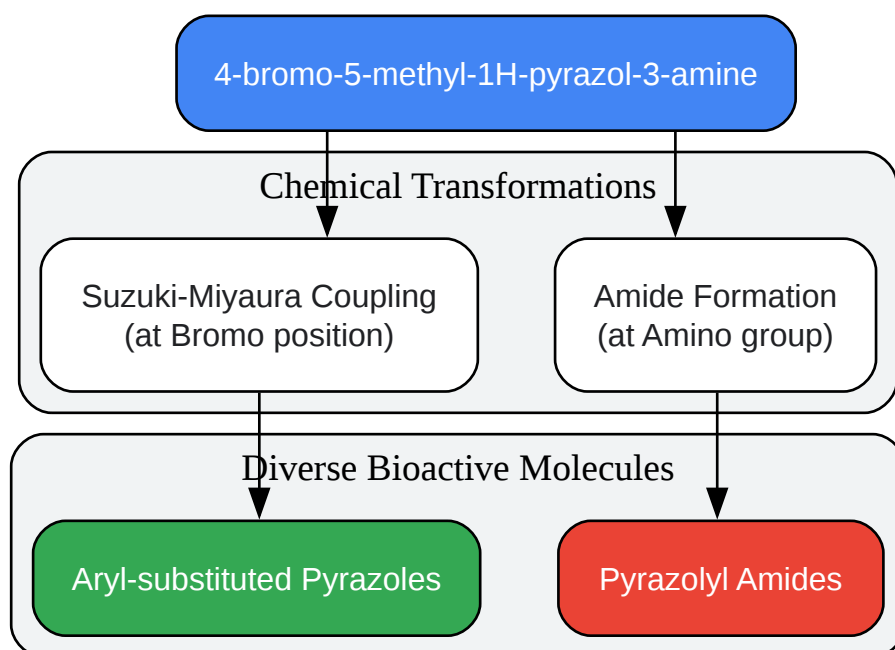 4-bromo-5-methyl-1H-pyrazol-3-amine
Chemical Transformations
Suzuki-Miyaura Coupling
(at Bromo position)
Amide Formation
(at Amino group)
Diverse Bioactive Molecules
Aryl-substituted Pyrazoles
Pyrazolyl Amides